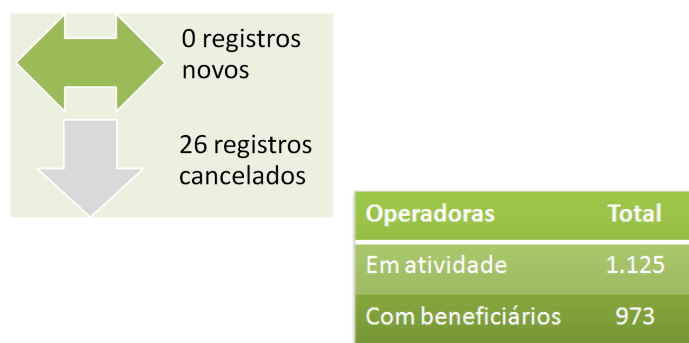 0 registros
novos
26 registros
cancelados
Operadoras Total
Em atividade 1.125
Com beneficiários 973